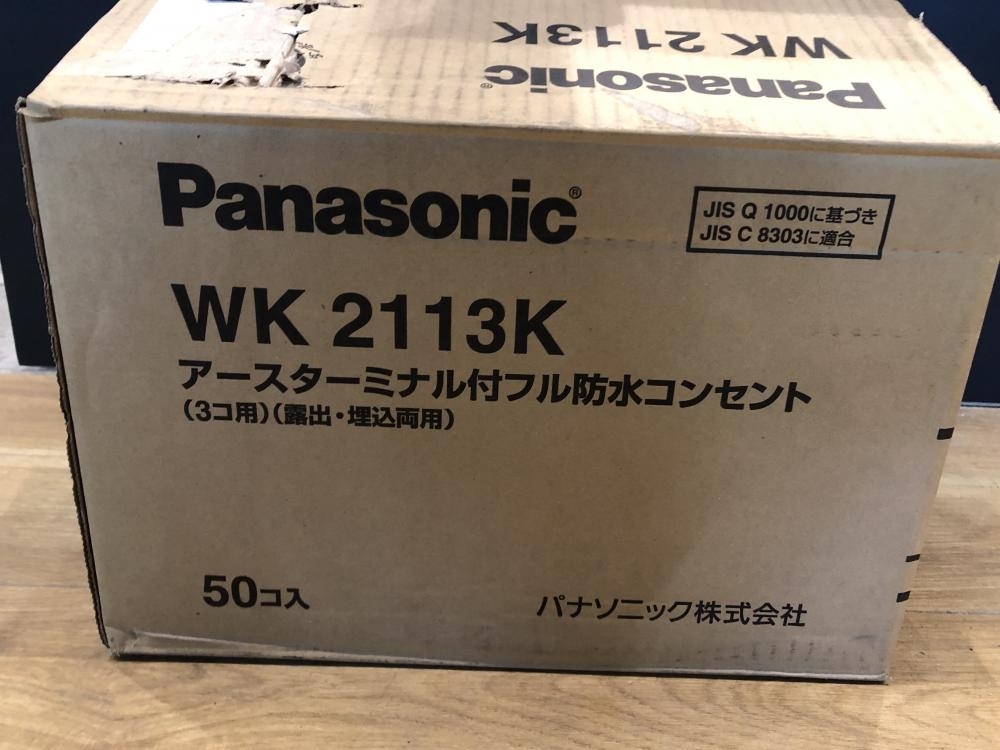 WK 2113K
Panasonic®
Panasonic®
JIS Q 1000に基づき
JIS C 8303に適合
WK 2113K
アースターミナル付フル防水コンセント
(3コ用)(露出・埋込両用)
50コ入
パナソニック株式会社